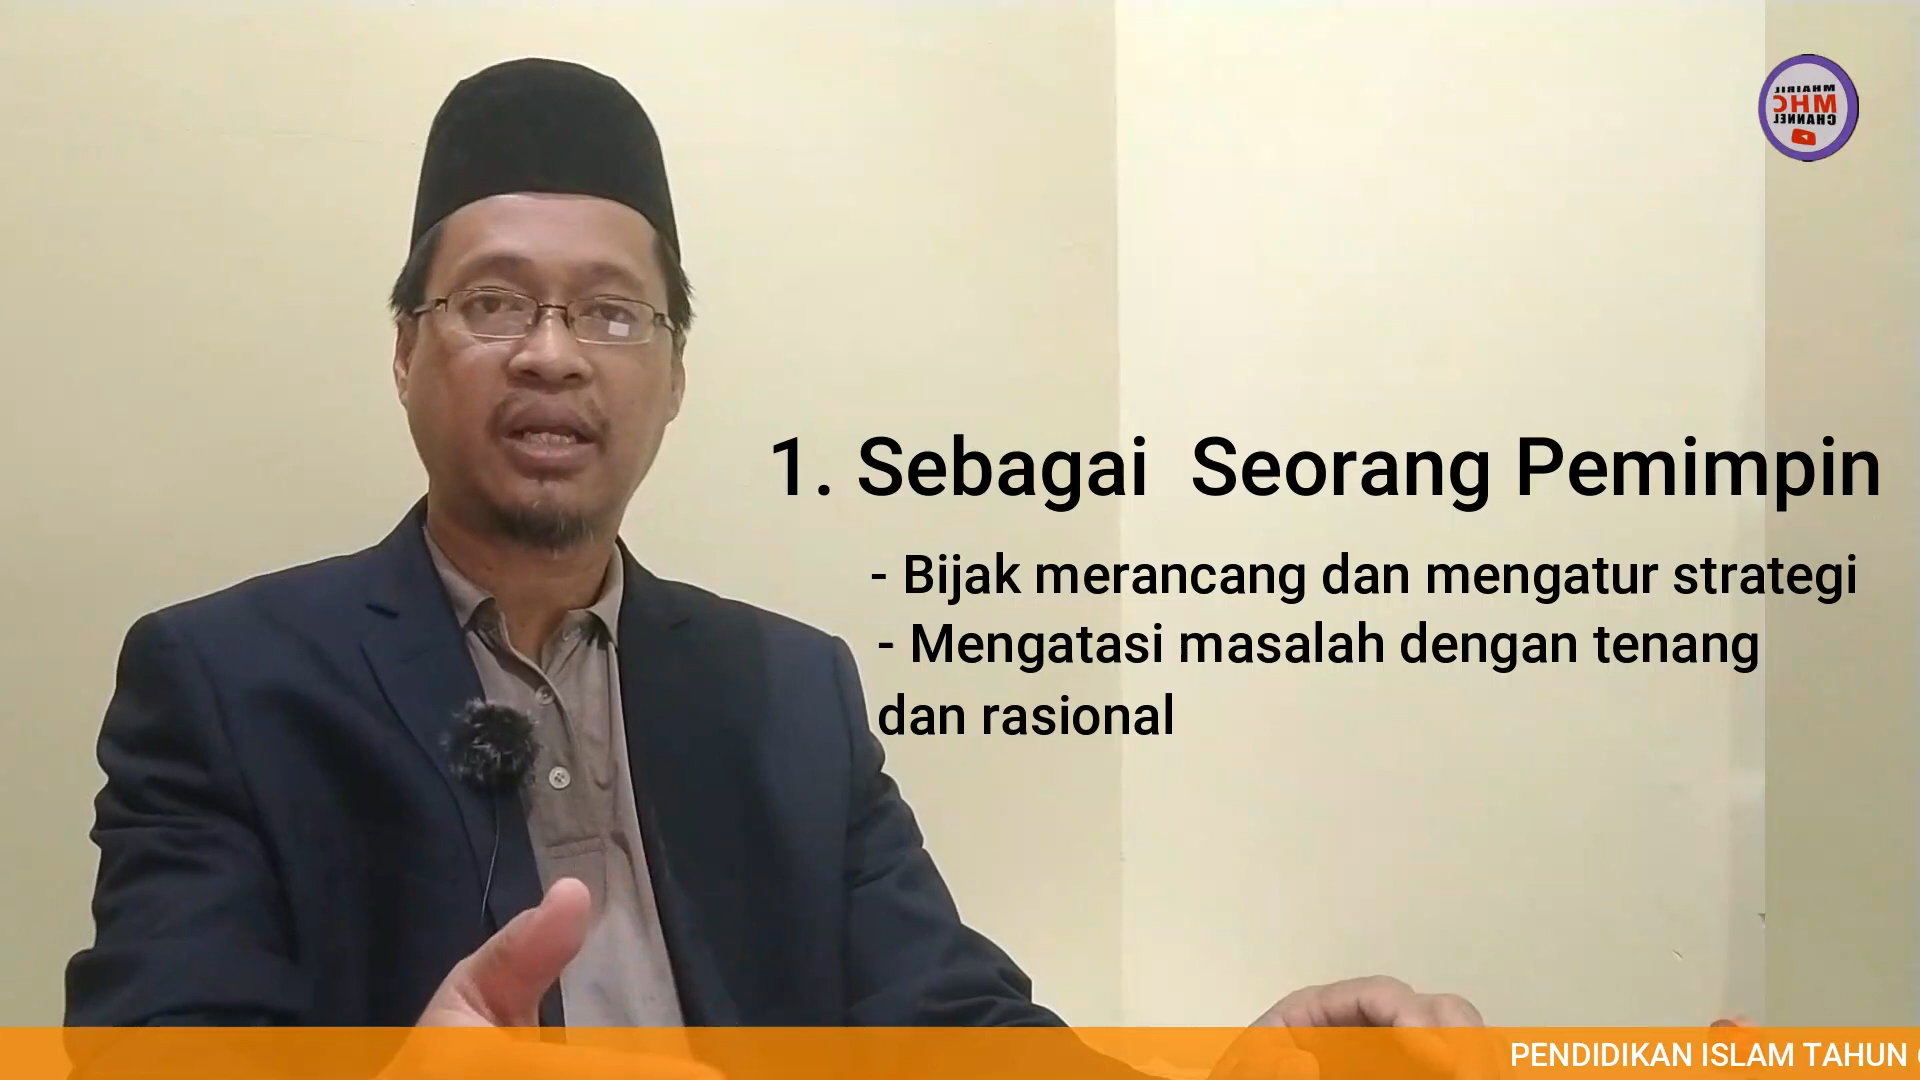 MHAIRIL
MHC
CHANNEL
1. Sebagai Seorang Pemimpin
- Bijak merancang dan mengatur strategi
- Mengatasi masalah dengan tenang
dan rasional
PENDIDIKAN ISLAM TAHUN